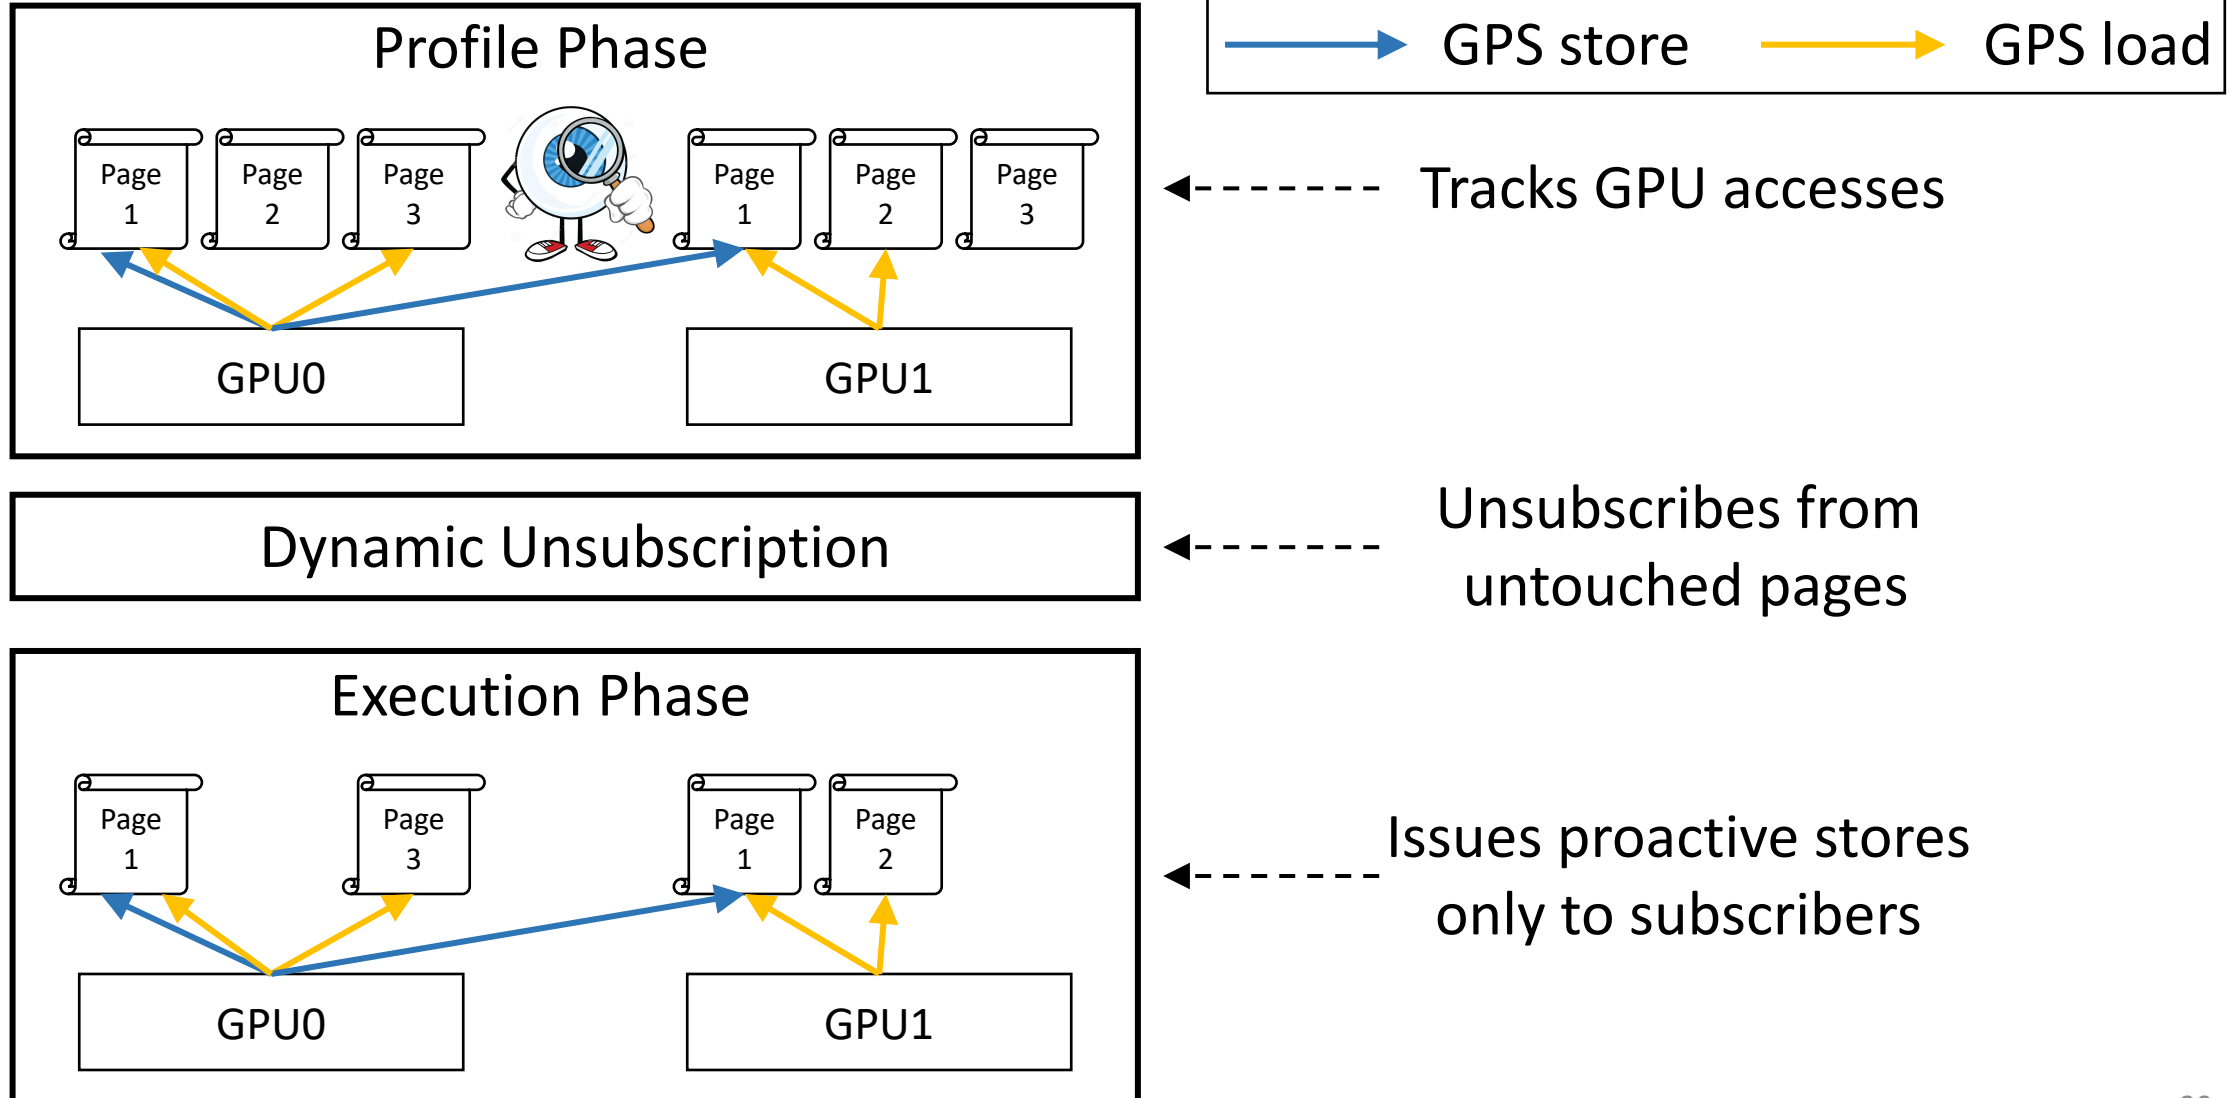 Profile Phase
GPS store
GPS load
Page
1
Page
2
Page
3
Page
1
Page
2
Page
3
Tracks GPU accesses
GPU0
GPU1
Dynamic Unsubscription
Unsubscribes from
untouched pages
Execution Phase
Page
1
Page
3
Page
1
Page
2
Issues proactive stores
only to subscribers
GPU0
GPU1